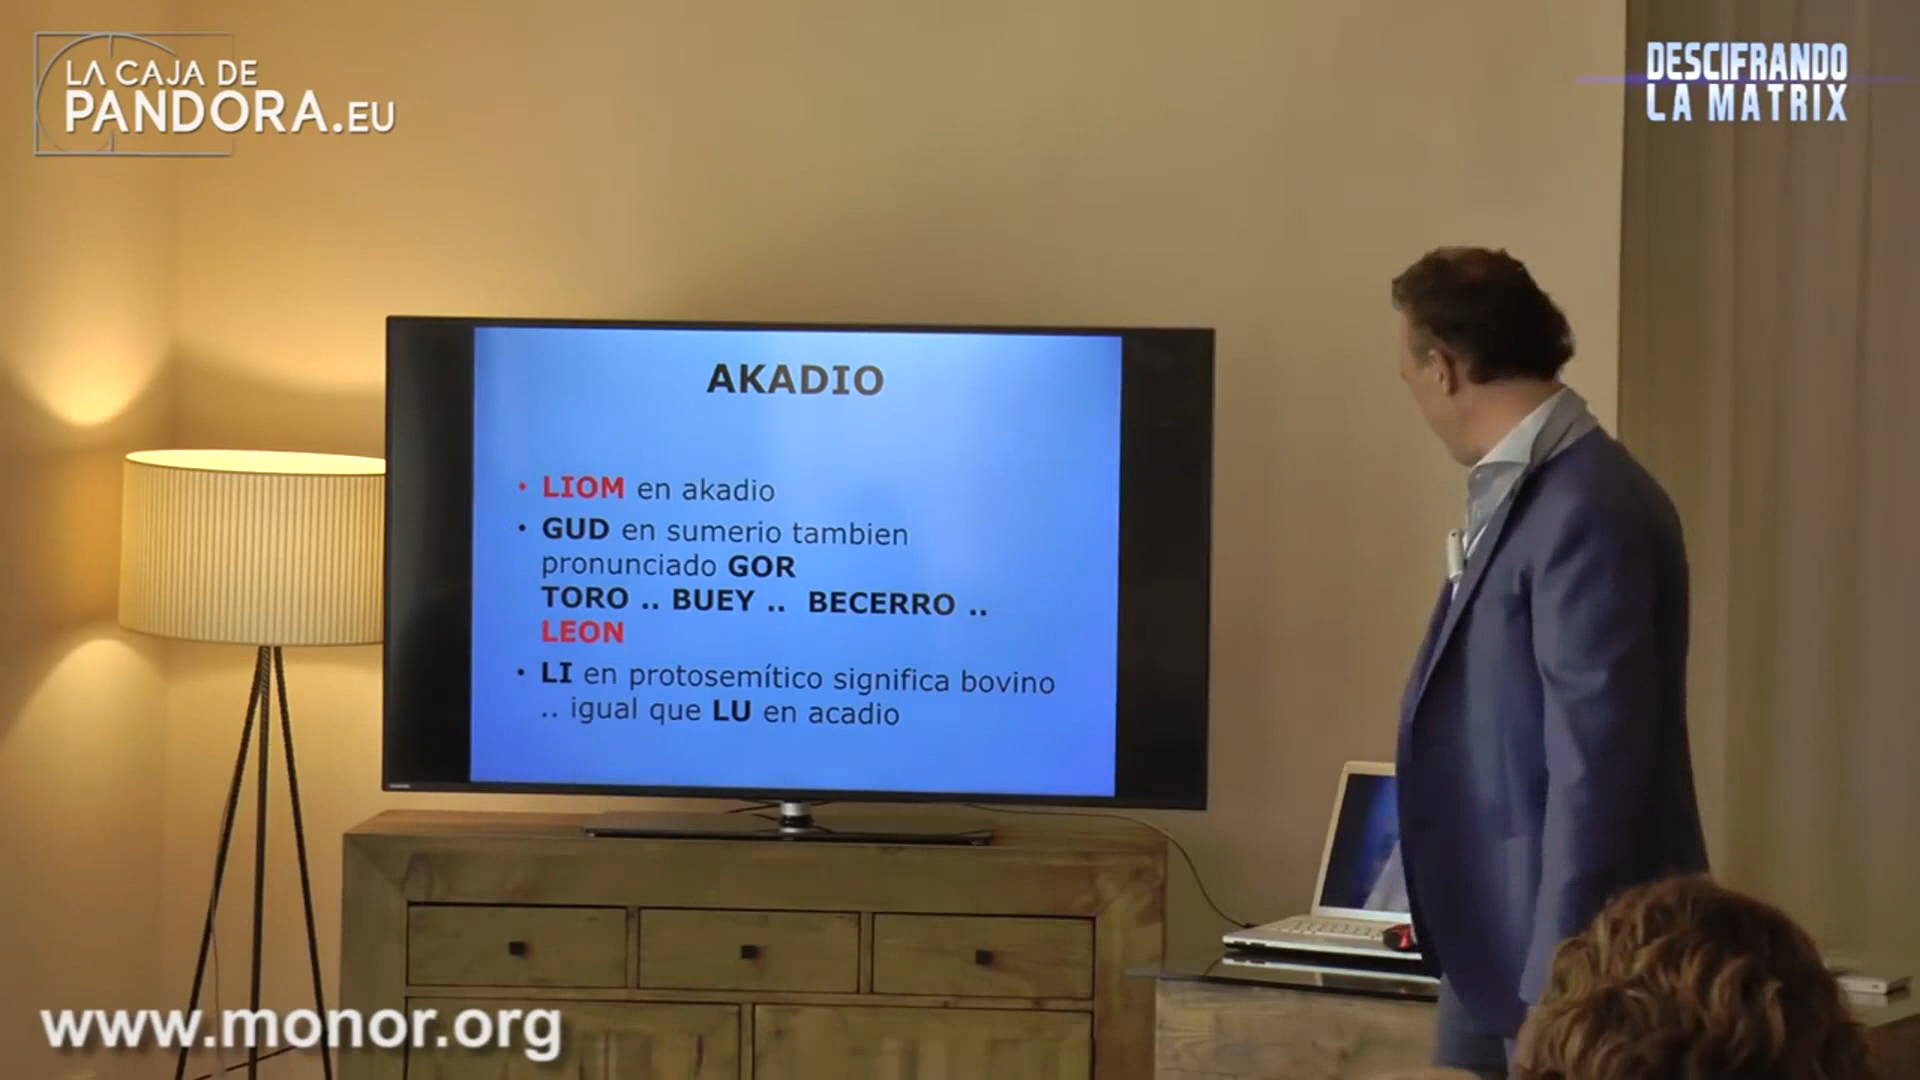 LA CAJA DE
PANDORA.EU
DESCIFRANDO
LA MATRIX
AKADIO
• LIOM en akadio
• GUD en sumerio tambien
pronunciado GOR
TORO .. BUEY .. BECERRO ..
LEON
• LI en protosemítico significa bovino
.. igual que LU en acadio
www.monor.org